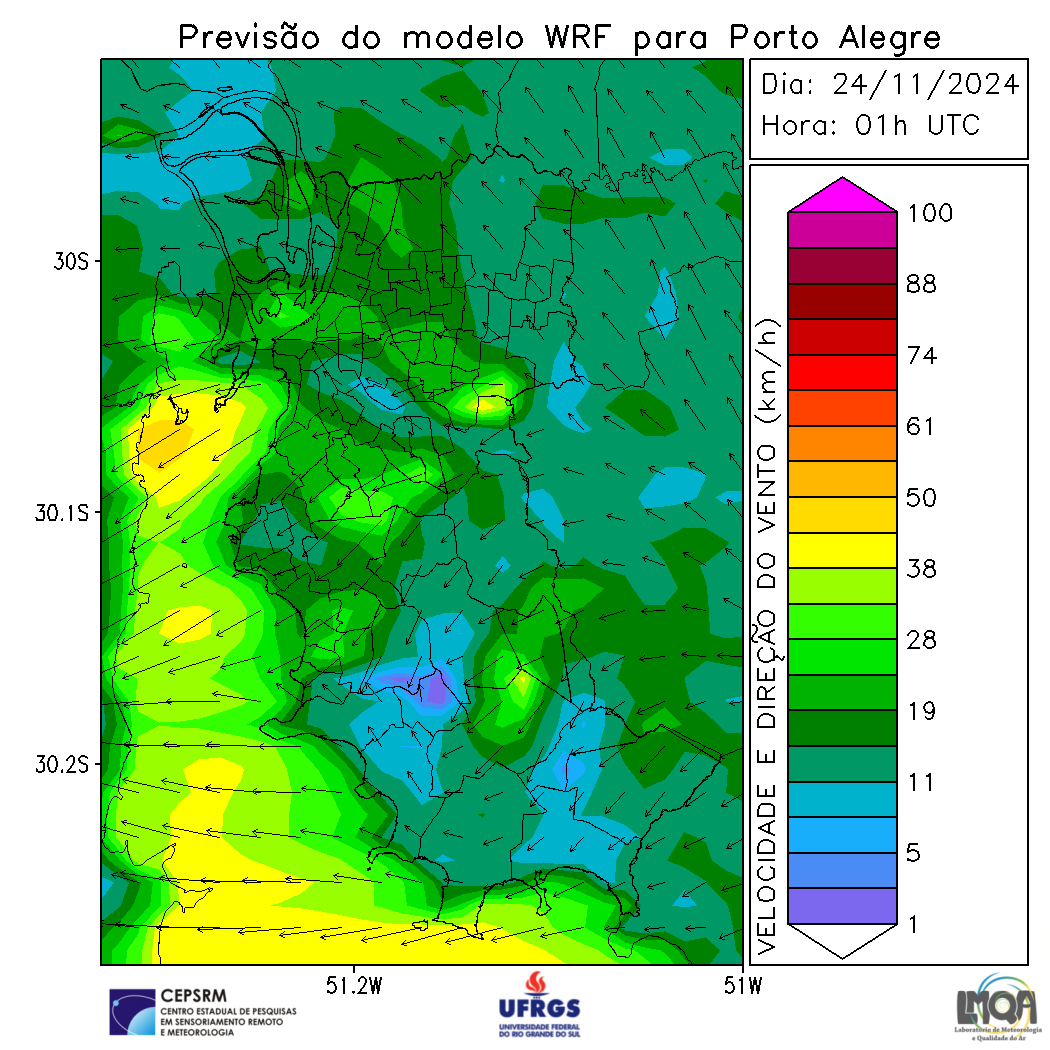 Previsão do modelo WRF para Porto Alegre
Dia: 24/11/2024
Hora: 01h UTC
30S
30.1S
30.2S
51.2W
51W
VELOCIDADE E DIREÇÃO DO VENTO (km/h)
100
88
74
61
50
38
28
19
11
5
1
CEPSRM
CENTRO ESTADUAL DE PESQUISAS
EM SENSORIAMENTO REMOTO
E METEOROLOGIA
UFRGS
UNIVERSIDADE FEDERAL
DO RIO GRANDE DO SUL
LMQA
Laboratório de Meteorologia
e Qualidade do Ar